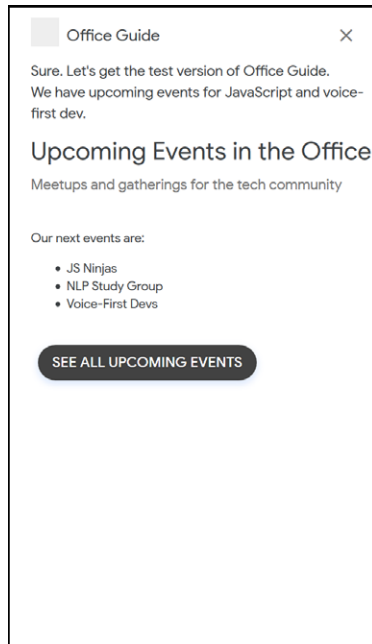 Office Guide
Sure. Let's get the test version of Office Guide.
We have upcoming events for JavaScript and voice-
first dev.
Upcoming Events in the Office
Meetups and gatherings for the tech community
Our next events are:
• JS Ninjas
• NLP Study Group
• Voice-First Devs
SEE ALL UPCOMING EVENTS